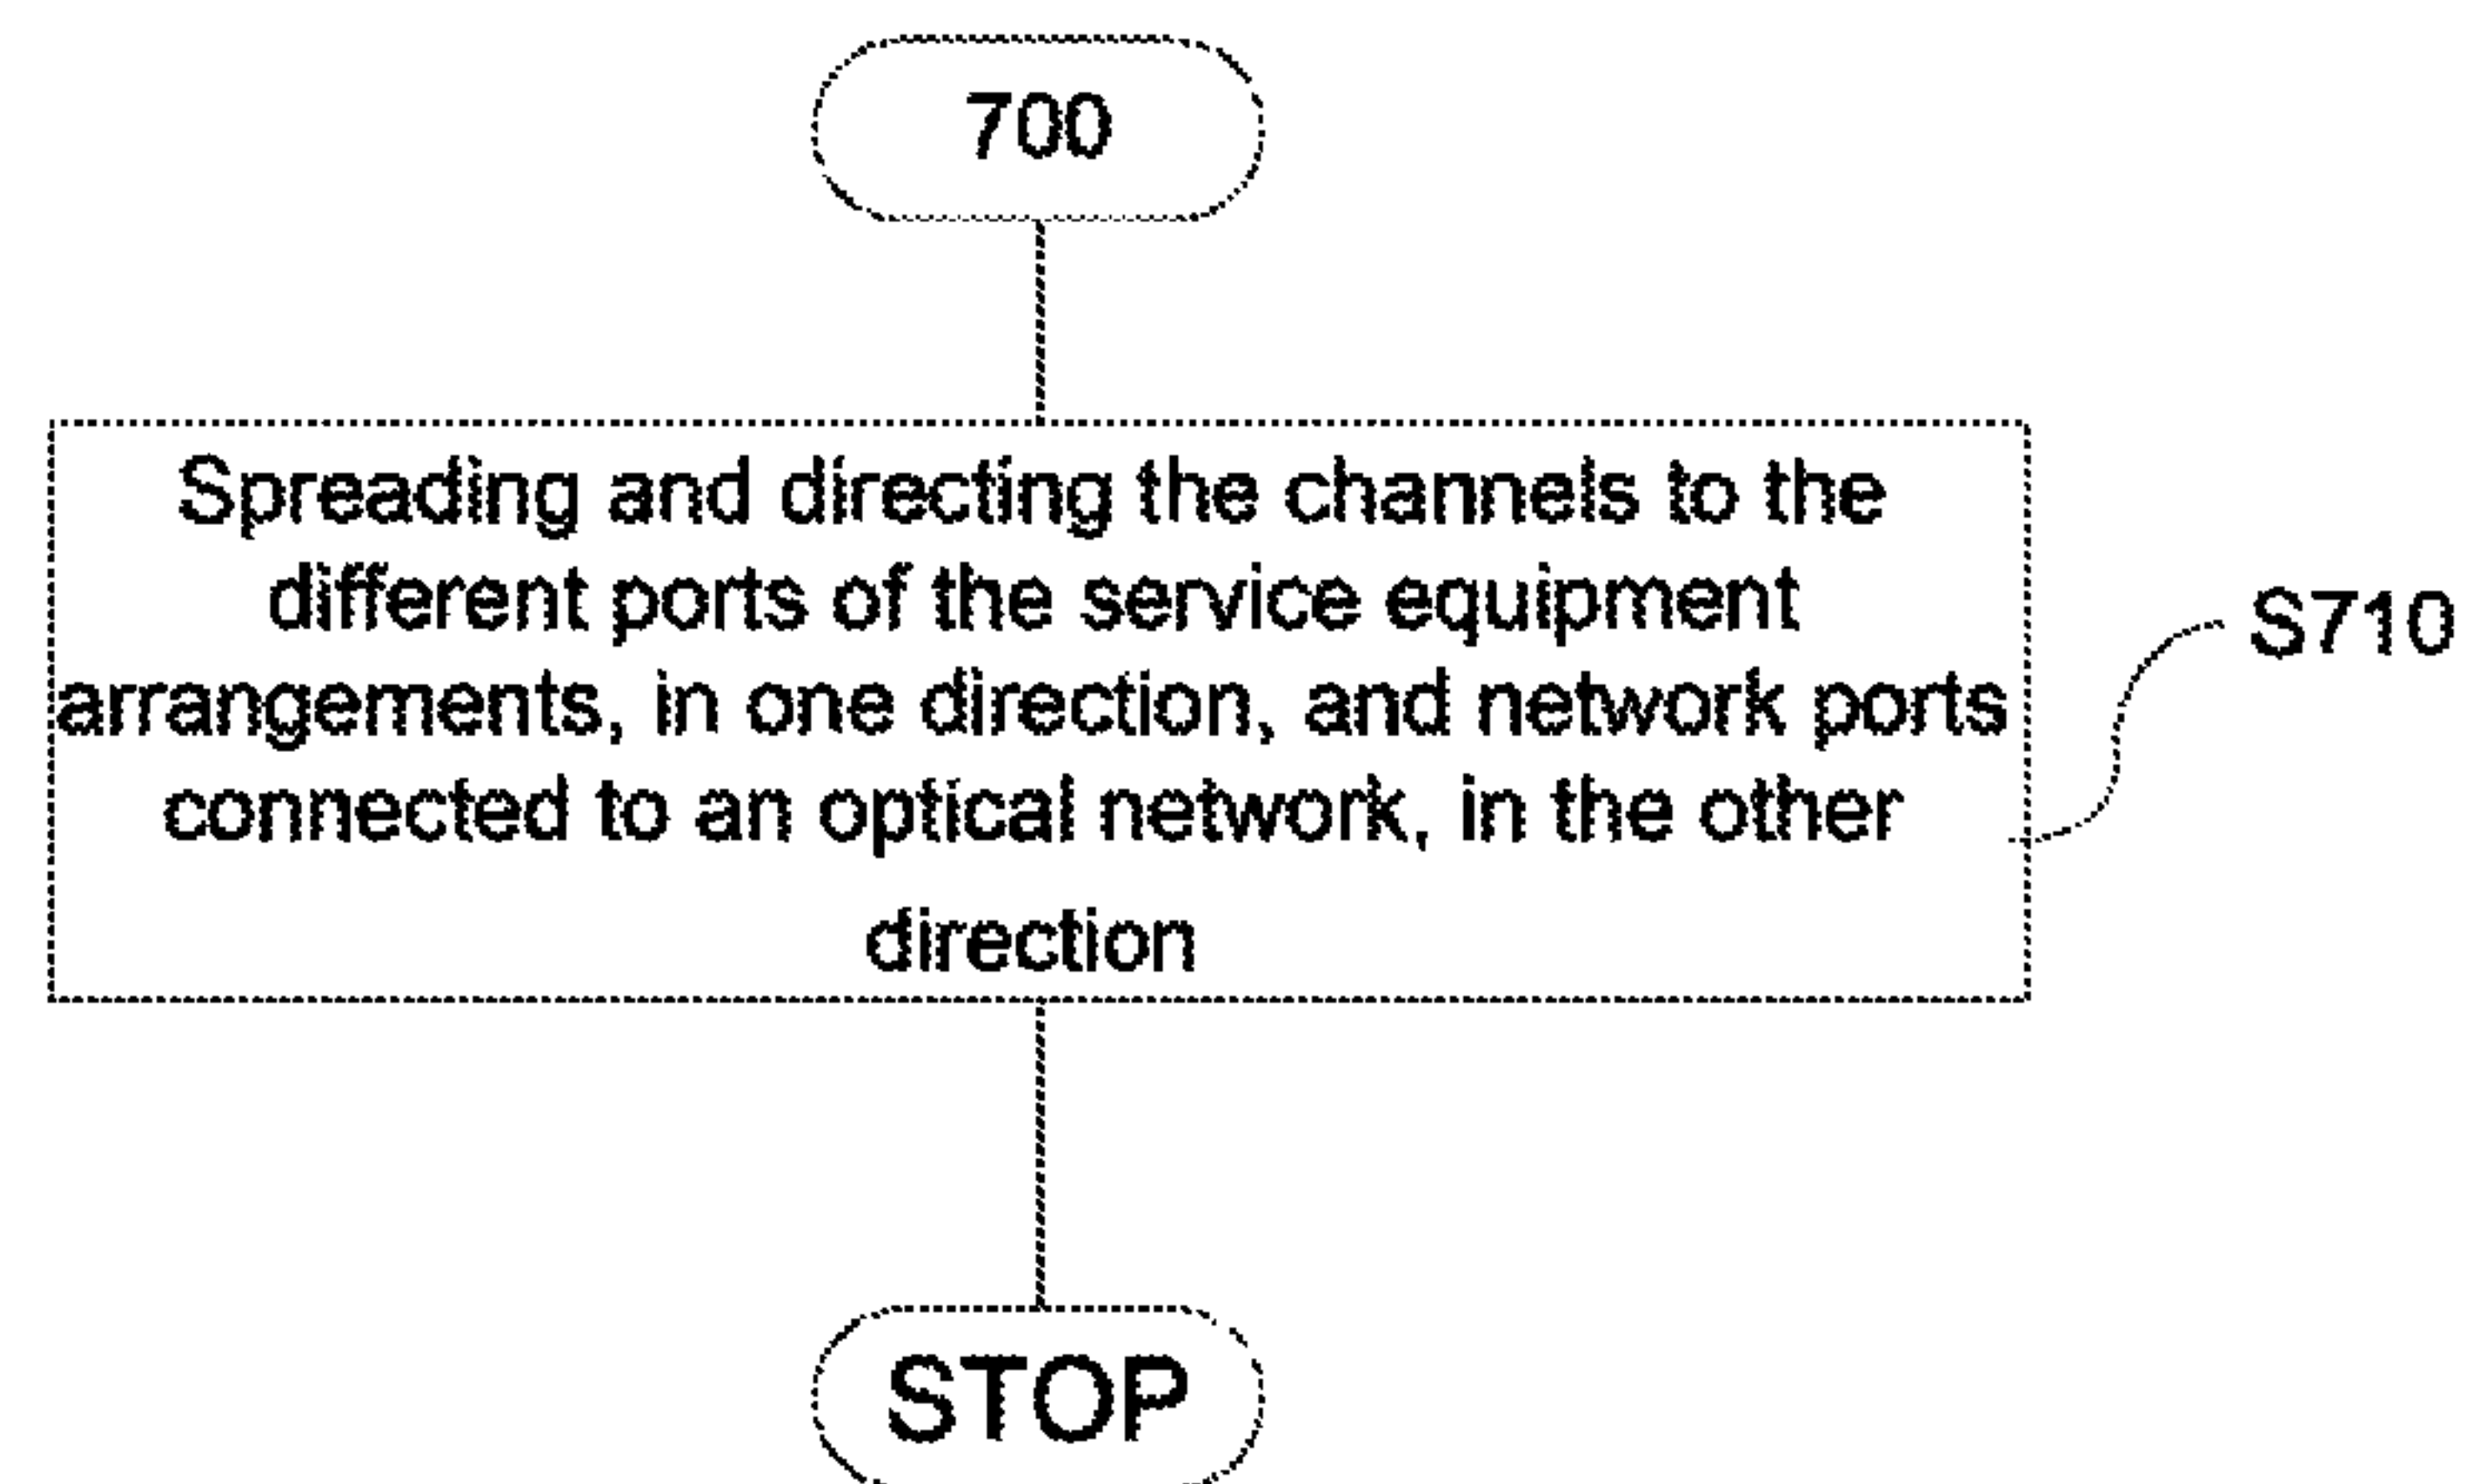 700
Spreading and directing the channels to the
different ports of the service equipment
arrangements, in one direction, and network ports
connected to an optical network, in the other
direction
S710
STOP